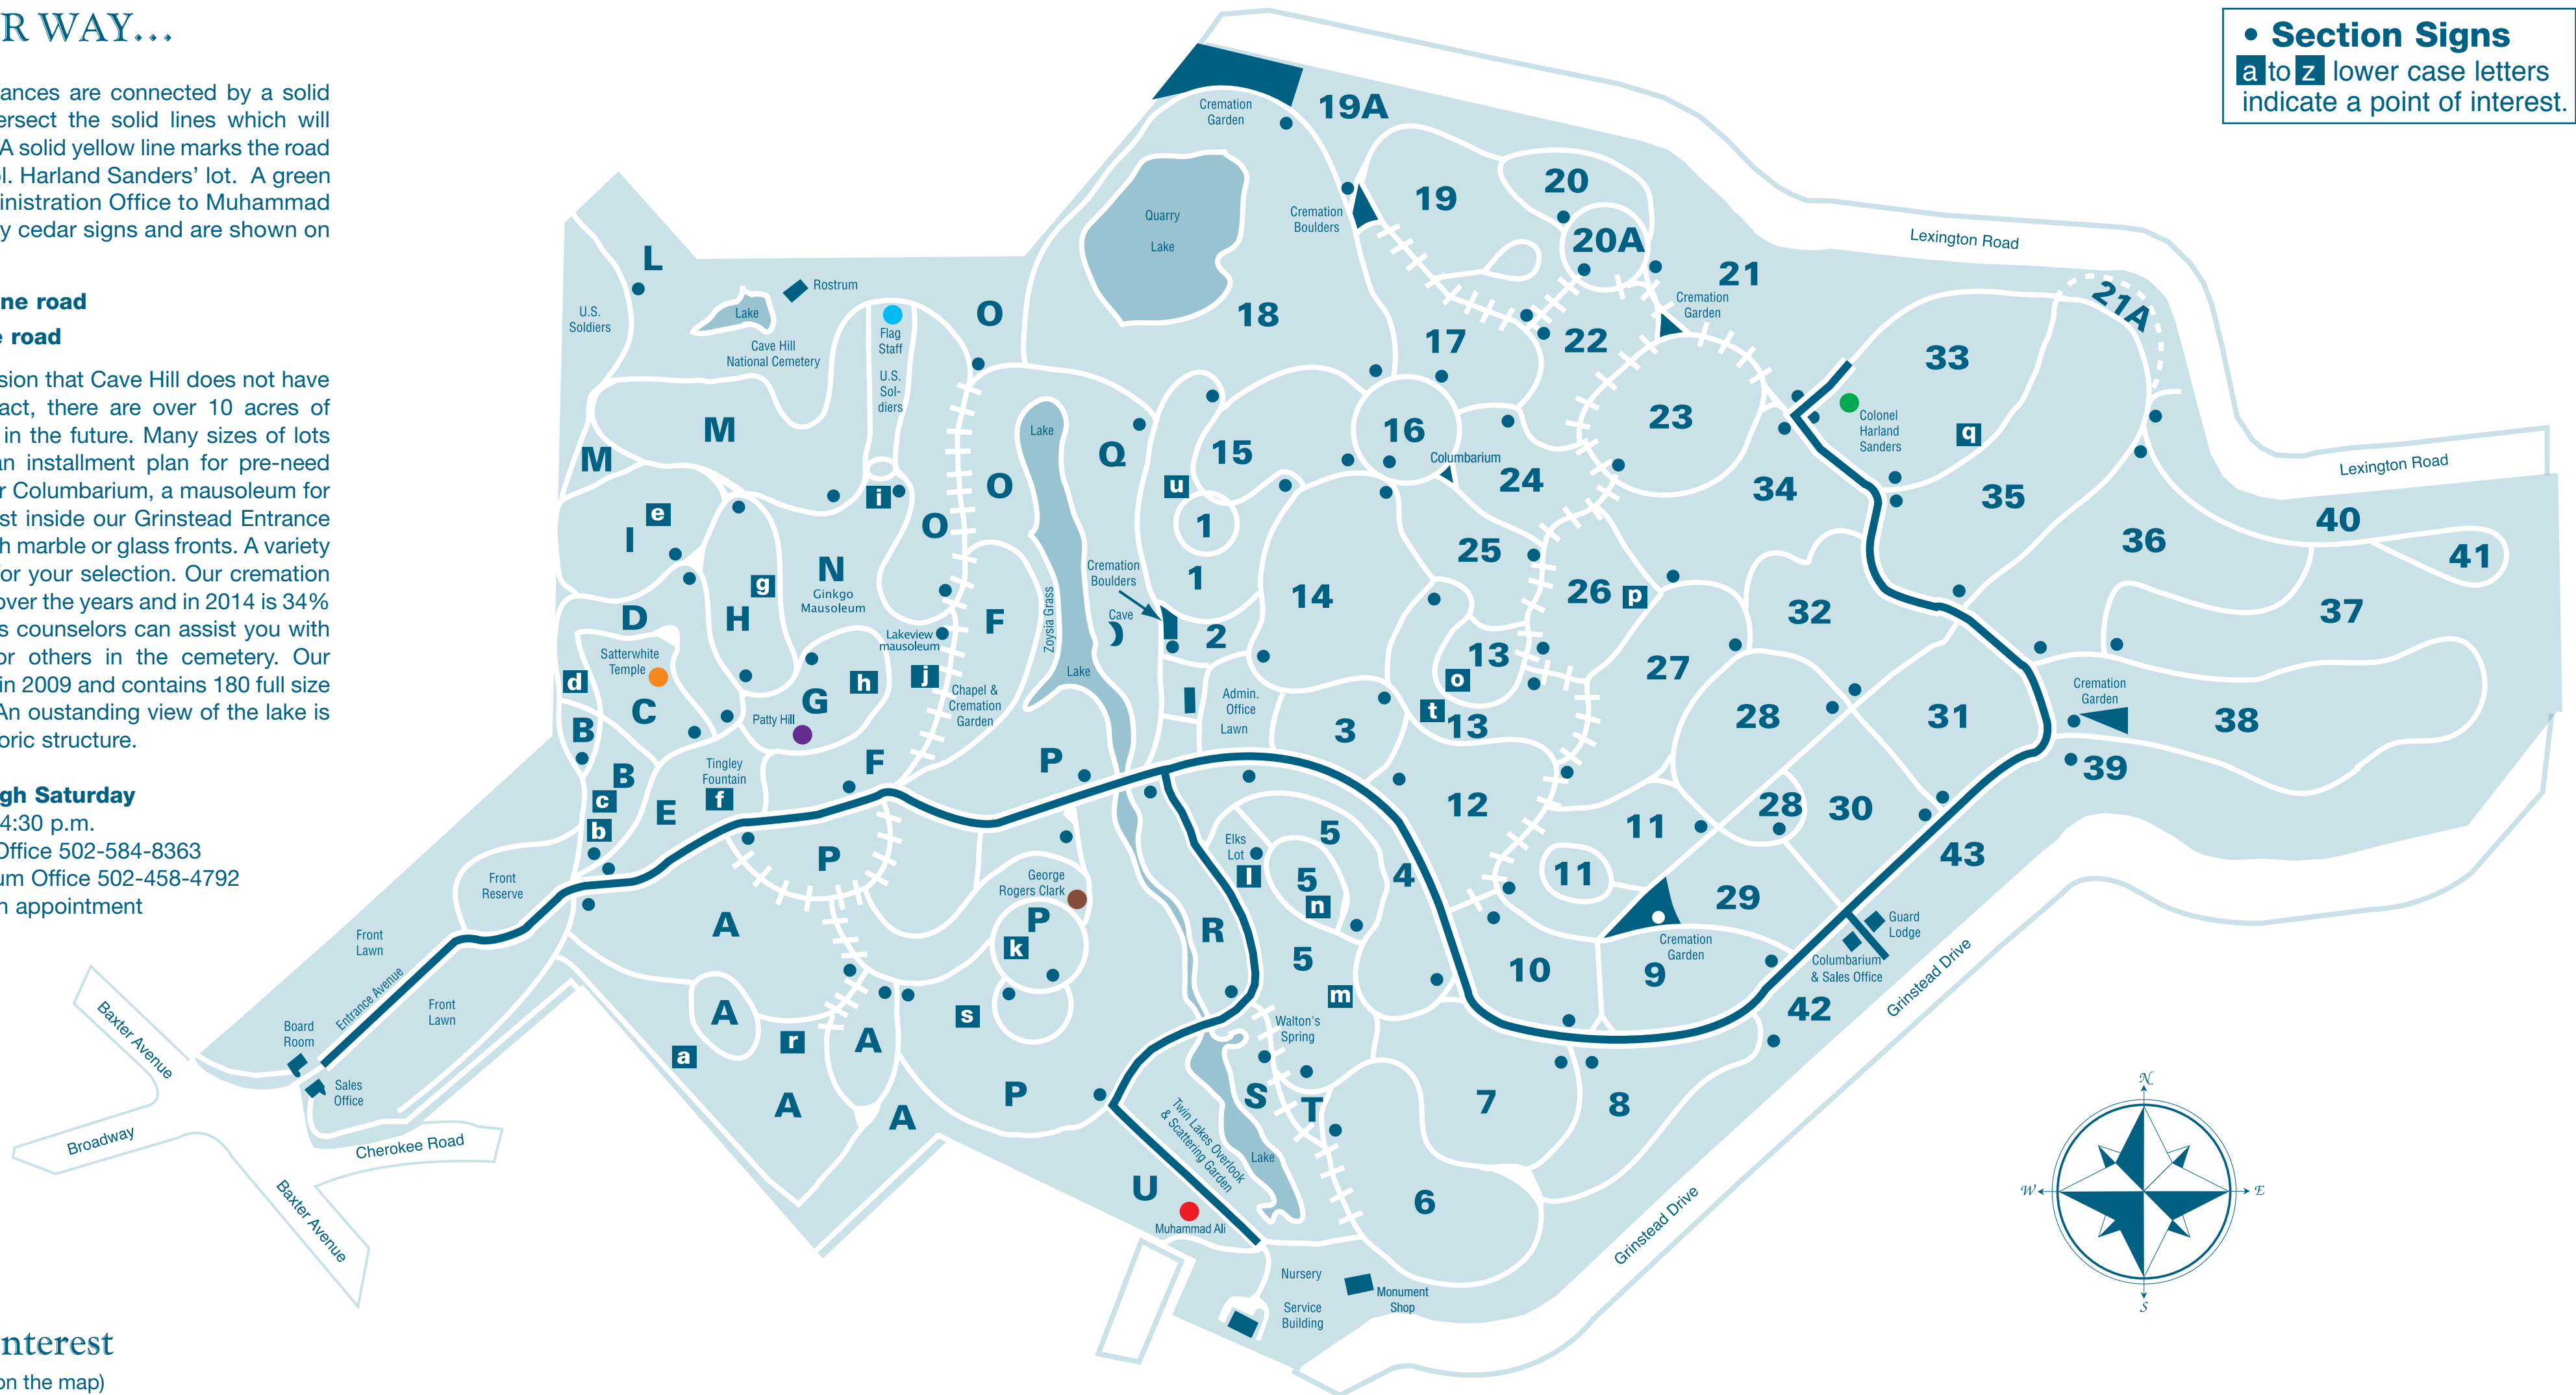 R WAY...
ances are connected by a solid
ersect the solid lines which will
A solid yellow line marks the road
ol. Harland Sanders’ lot. A green
inistration Office to Muhammad
y cedar signs and are shown on
ne road
e road
sion that Cave Hill does not have
act, there are over 10 acres of
in the future. Many sizes of lots
an installment plan for pre-need
r Columbarium, a mausoleum for
st inside our Grinstead Entrance
h marble or glass fronts. A variety
for your selection. Our cremation
over the years and in 2014 is 34%
s counselors can assist you with
or others in the cemetery. Our
in 2009 and contains 180 full size
An oustanding view of the lake is
oric structure.
gh Saturday
4:30 p.m.
Office 502-584-8363
um Office 502-458-4792
n appointment
nterest
on the map)
• Section Signs
a to z lower case letters
indicate a point of interest.
Cremation
Garden
19A
Quarry
Lake
Cremation
Boulders
19
20
20A
21
Cremation
Garden
Lexington Road
21A
L
U.S.
Soldiers
Lake
Rostrum
Cave Hill
National Cemetery
Flag
Staff
U.S.
Sol-
diers
O
18
17
22
33
M
M
Lake
Q
15
16
Columbarium
24
23
34
Colonel
Harland
Sanders
q
35
Lexington Road
e
I
i
O
O
u
1
1
25
36
40
41
g
N
Ginkgo
Mausoleum
H
D
F
Zoysia Grass
Cremation
Boulders
Cave
2
14
26
p
32
37
Satterwhite
Temple
d
C
B
Lakeview
mausoleum
j
h
G
Patty Hill
Chapel &
Cremation
Garden
Lake
I
Admin.
Office
Lawn
3
13
o
t
13
27
28
31
Cremation
Garden
38
39
B
c
b
E
Tingley
Fountain
f
F
P
12
11
28
30
43
P
Elks
Lot
l
5
5
n
4
11
29
Front
Reserve
George
Rogers Clark
P
k
R
5
m
10
9
Cremation
Garden
Guard
Lodge
Columbarium
& Sales Office
Grinstead Drive
42
Front
Lawn
Entrance Avenue
Front
Lawn
A
A
a
r
A
A
A
s
P
Walton's
Spring
S
T
7
8
Baxter Avenue
Board
Room
Sales
Office
Broadway
Cherokee Road
Baxter Avenue
Twin Lakes Overlook
& Scattering Garden
Lake
U
Muhammad Ali
6
Grinstead Drive
Nursery
Service
Building
Monument
Shop
N
W
E
S